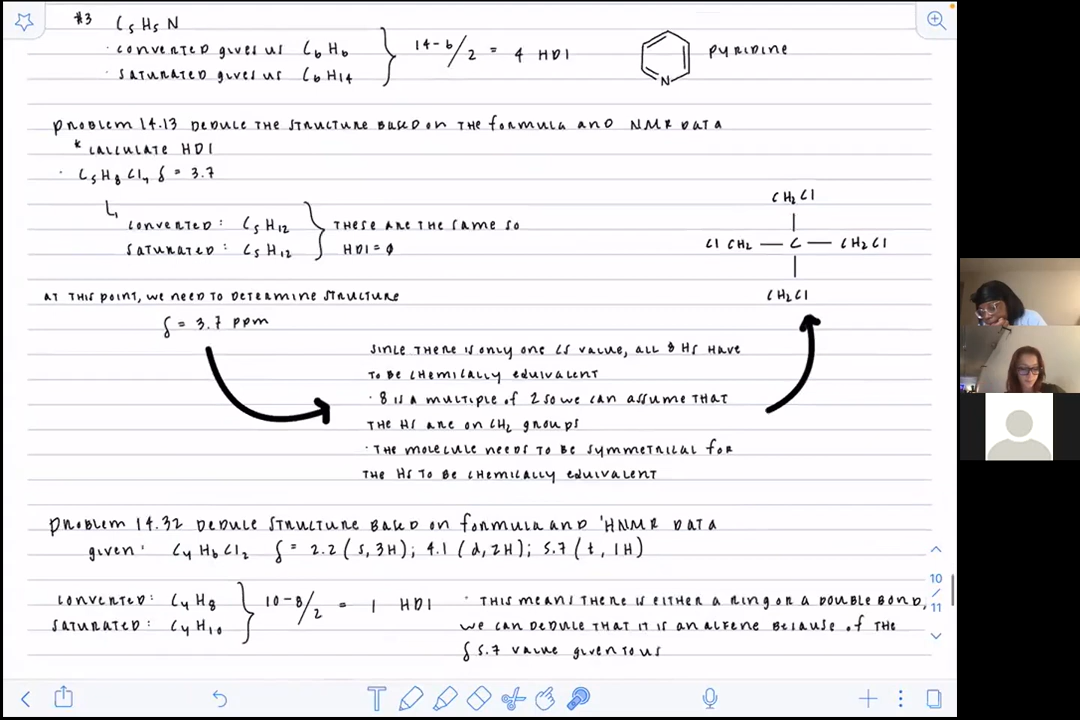 #3 C5H5N
· converted gives us C6H6
· saturated gives us C6H14
14-6/2 = 4 HDI
N
pyridine
problem 14.13 deduce the structure based on the formula and NMR data
* calculate HDI
· C5H8Cl4 δ = 3.7
converted: C5H12
saturated: C5H12
these are the same so
HDI = 0
CH2Cl
Cl CH2 — C — CH2Cl
CH2Cl
at this point, we need to determine structure
δ = 3.7 ppm
since there is only one CS value, all 8 Hs have
to be chemically equivalent
· 8 is a multiple of 2 so we can assume that
the Hs are on CH2 groups
· the molecule needs to be symmetrical for
the Hs to be chemically equivalent
problem 14.32 deduce structure based on formula and 'HNMR data
given: C4H6Cl2 δ = 2.2 (s, 3H); 4.1 (d, 2H); 5.7 (t, 1H)
converted: C4H8
saturated: C4H10
10-8/2 = 1 HDI
· this means there is either a ring or a double bond,
we can deduce that it is an alkene because of the
δ 5.7 value given to us
10
/
11
T